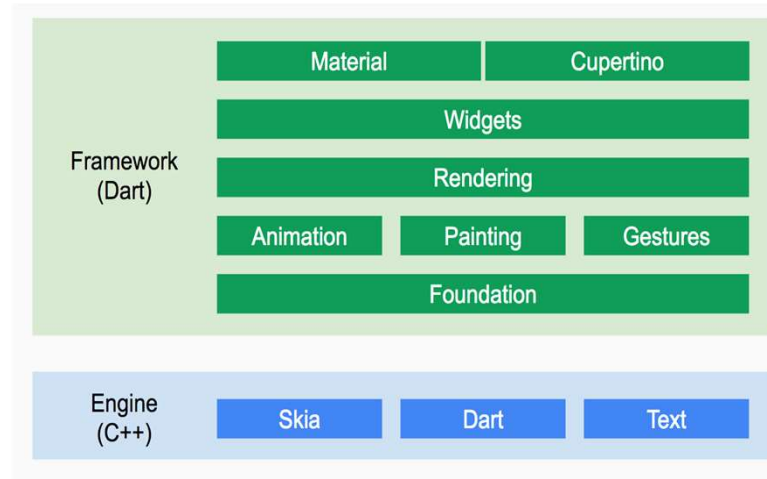 Material
Cupertino
Widgets
Framework
(Dart)
Rendering
Animation
Painting
Gestures
Foundation
Engine
(C++)
Skia
Dart
Text